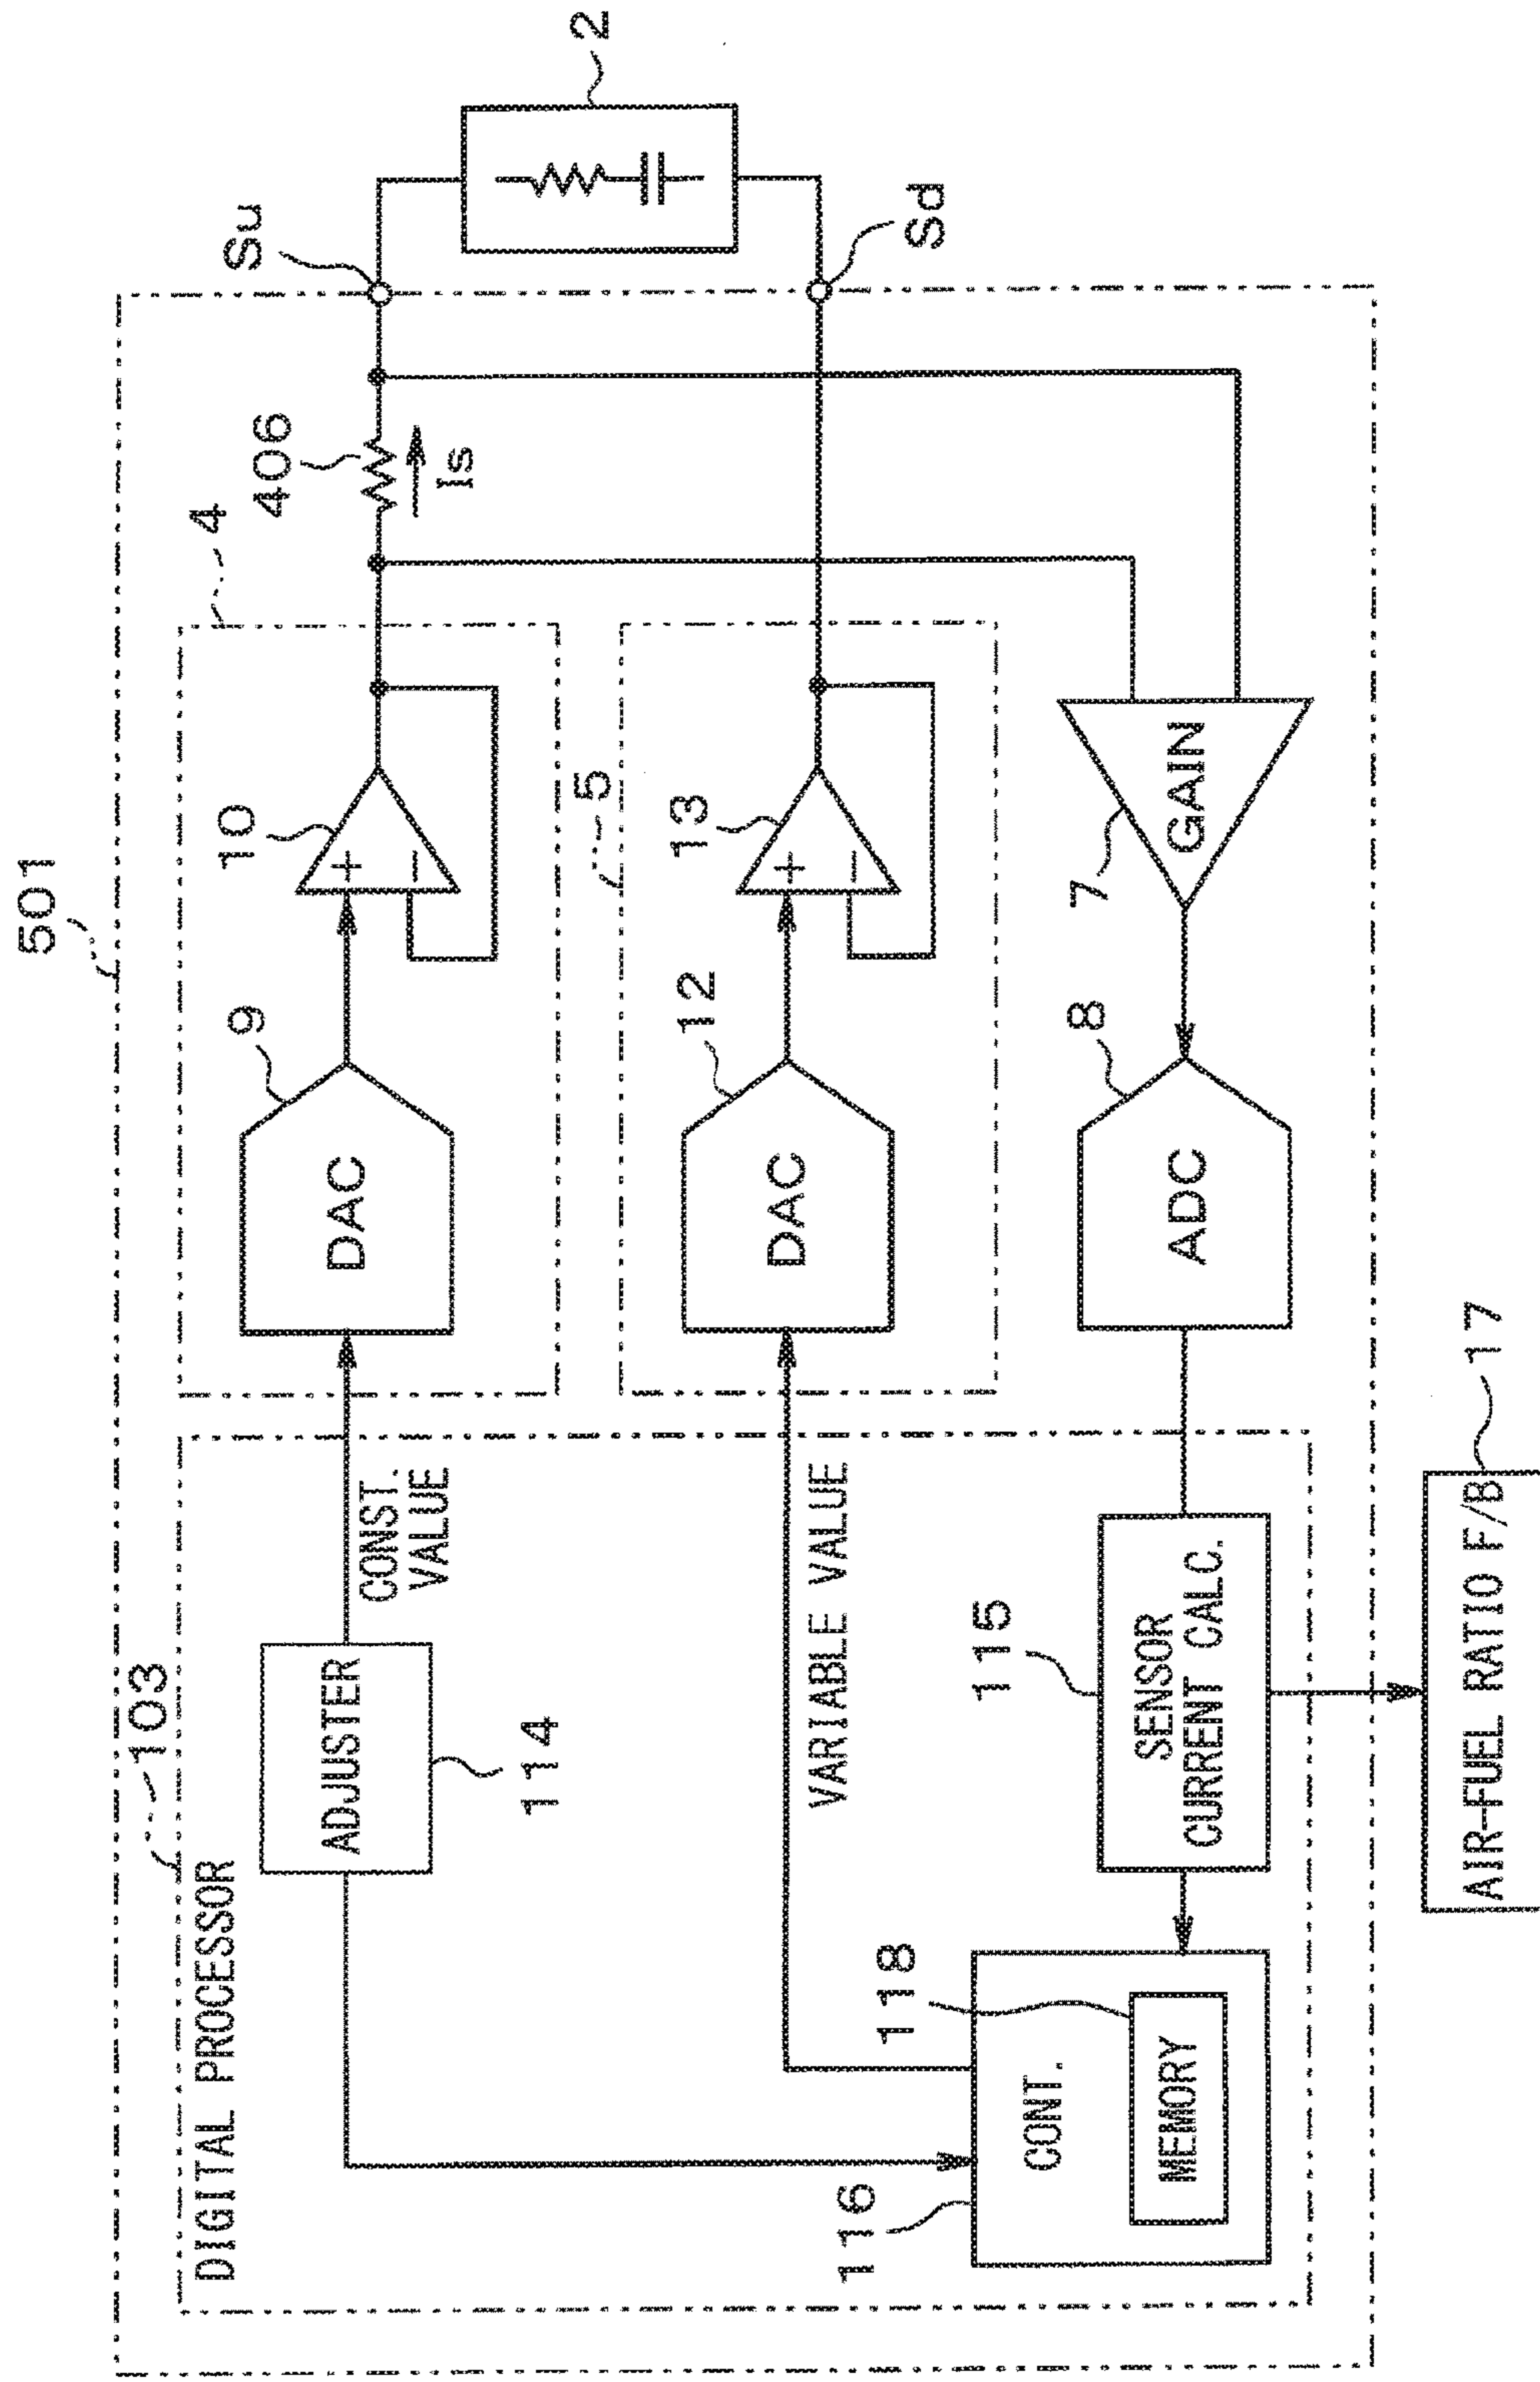 501
DIGITAL PROCESSOR
103
ADJUSTER
114
CONST.
VALUE
4
9
DAC
10
+
−
406
Is
Su
2
VARIABLE VALUE
5
12
DAC
13
+
−
Sd
116
CONT.
118
MEMORY
115
SENSOR
CURRENT CALC.
8
ADC
7
GAIN
AIR-FUEL RATIO F/B
17